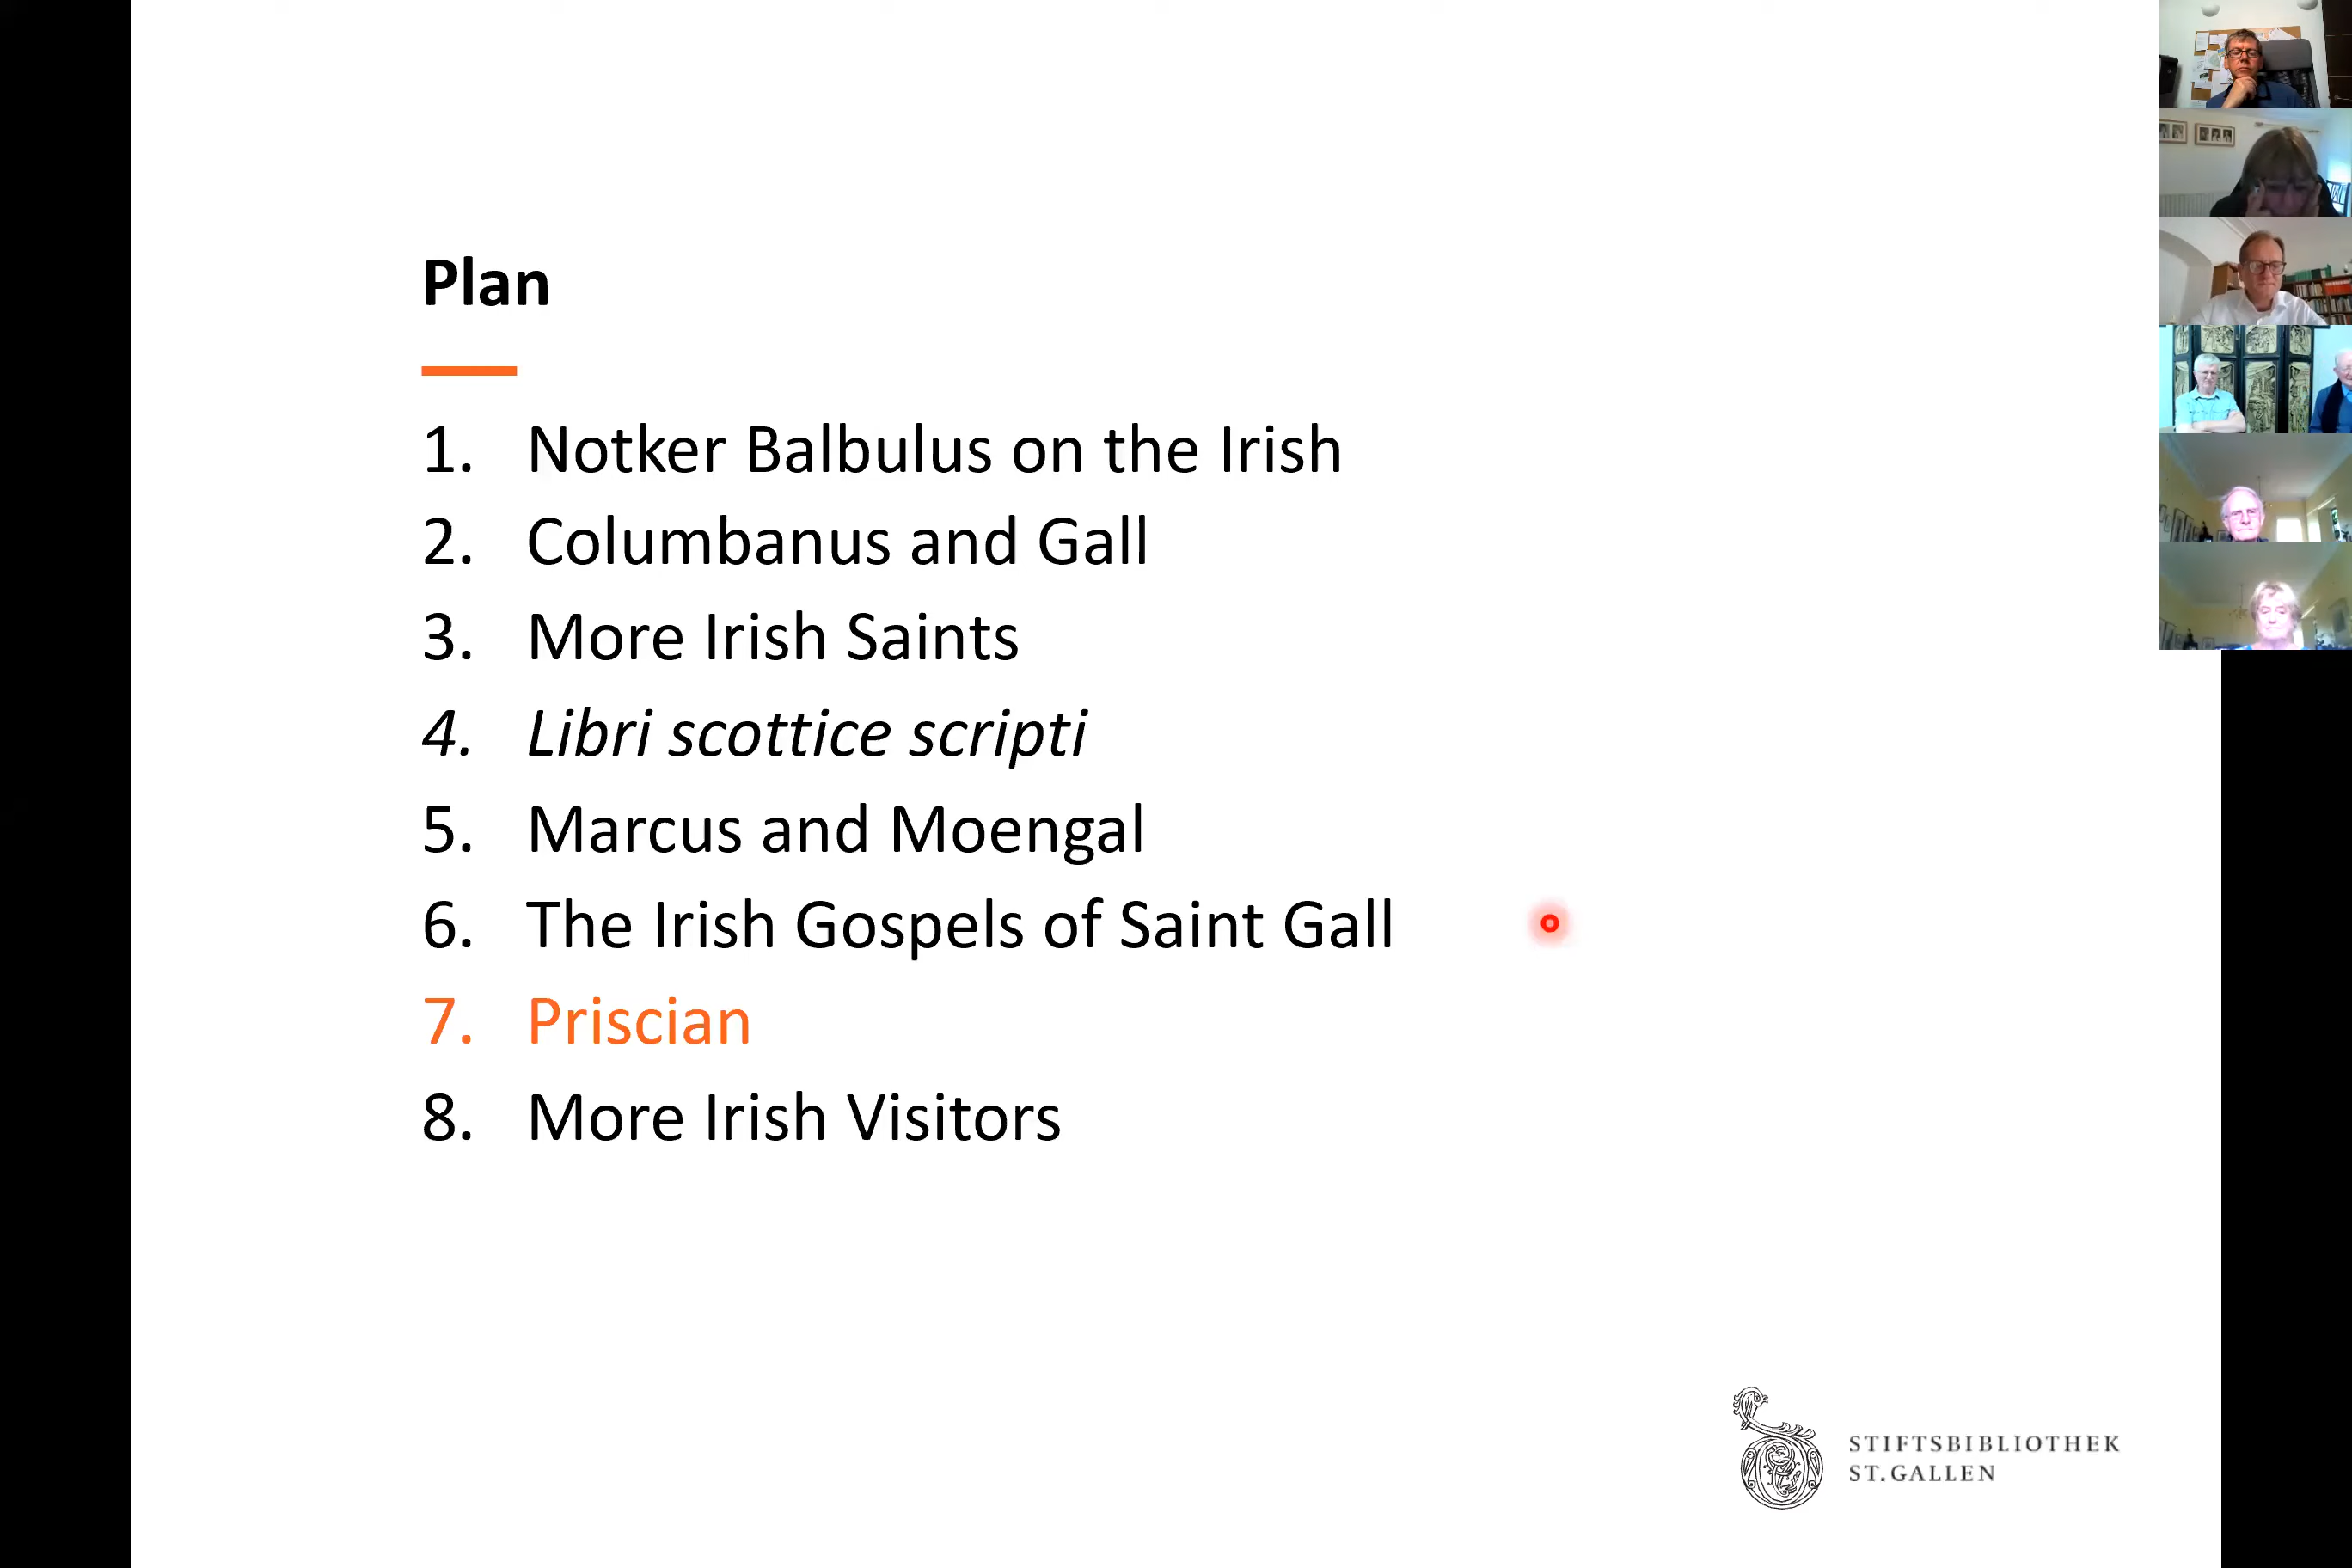 Plan
1. Notker Balbulus on the Irish
2. Columbanus and Gall
3. More Irish Saints
4. Libri scottice scripti
5. Marcus and Moengal
6. The Irish Gospels of Saint Gall
7. Priscian
8. More Irish Visitors
STIFTSBIBLIOTHEK
ST.GALLEN